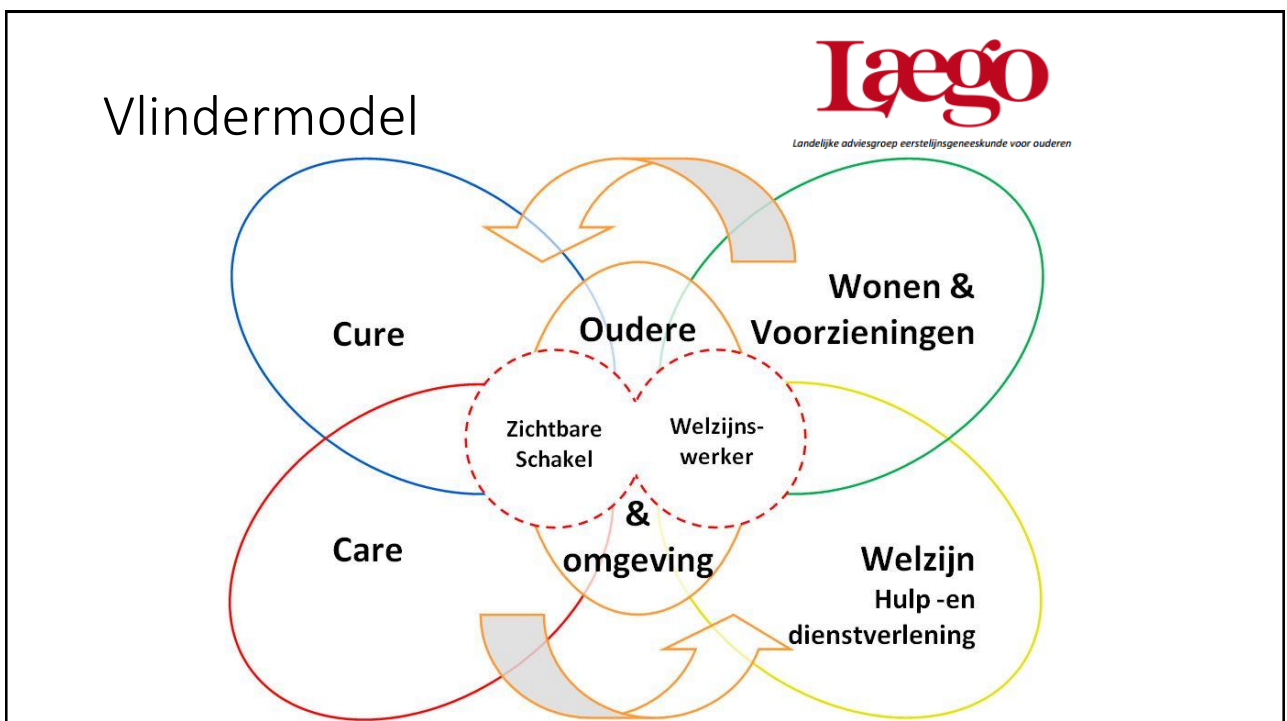 Laego
Vlindermodel
Landelijke adviesgroep eerstelijnsgeneeskunde voor ouderen
Cure
Oudere
Wonen &
Voorzieningen
Zichtbare
Schakel
Welzijns-
werker
&
omgeving
Care
Welzijn
Hulp -en
dienstverlening